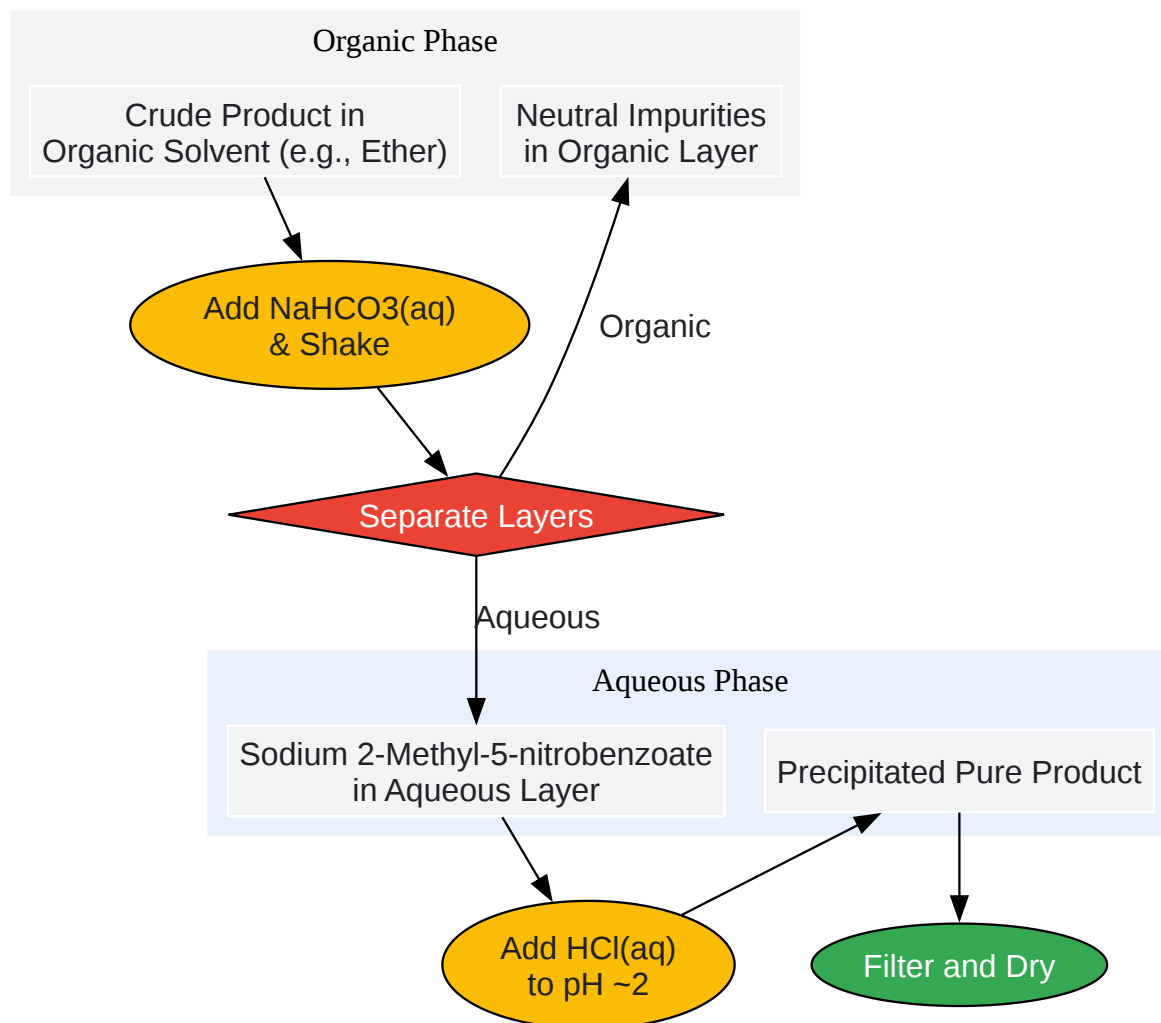 Organic Phase
Crude Product in
Organic Solvent (e.g., Ether)
Neutral Impurities
in Organic Layer
Add NaHCO3(aq)
& Shake
Organic
Separate Layers
Aqueous
Aqueous Phase
Sodium 2-Methyl-5-nitrobenzoate
in Aqueous Layer
Precipitated Pure Product
Add HCl(aq)
to pH ~2
Filter and Dry